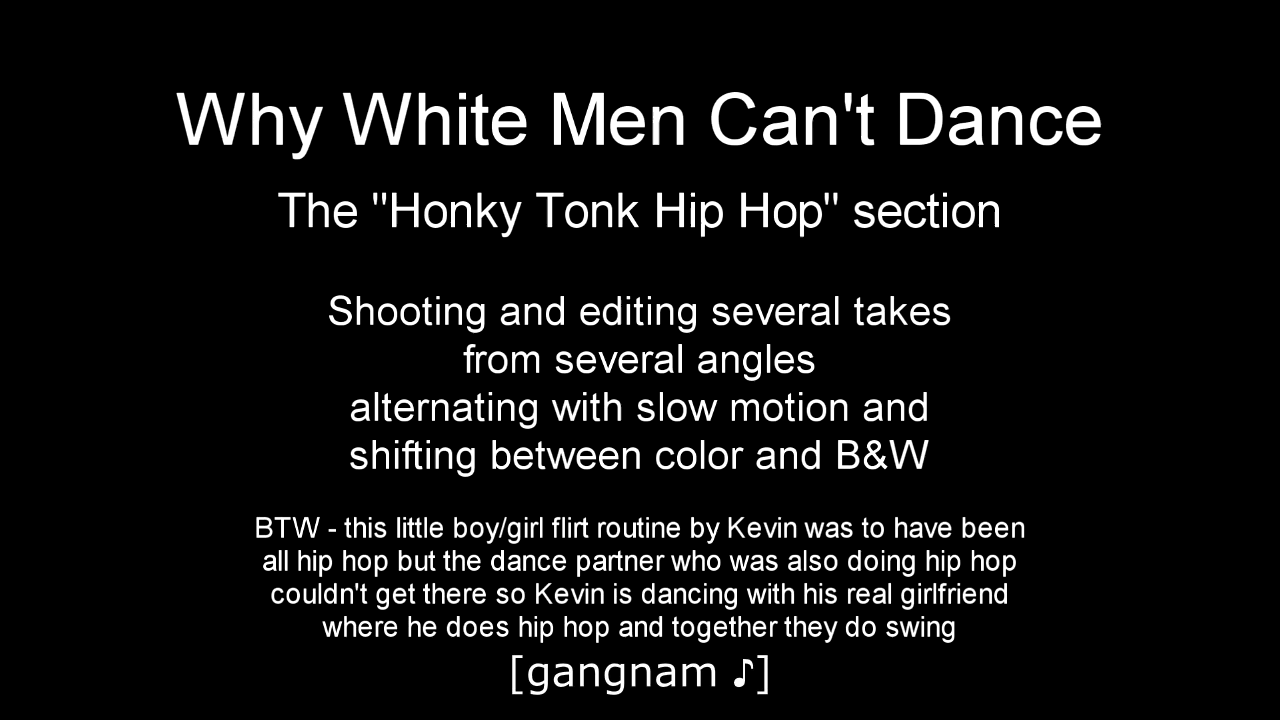 Why White Men Can't Dance
The "Honky Tonk Hip Hop" section
Shooting and editing several takes
from several angles
alternating with slow motion and
shifting between color and B&W
BTW - this little boy/girl flirt routine by Kevin was to have been
all hip hop but the dance partner who was also doing hip hop
couldn't get there so Kevin is dancing with his real girlfriend
where he does hip hop and together they do swing
[gangnam ♪]